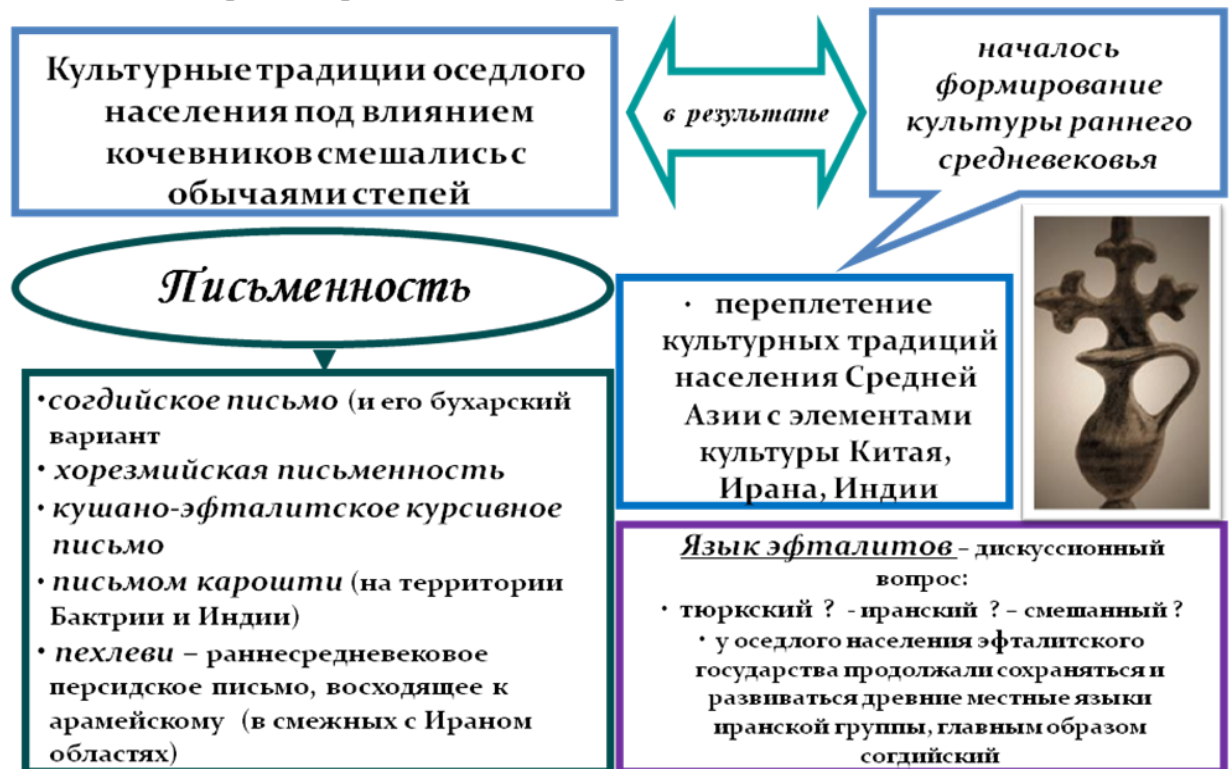 Культурные традиции оседлого
населения под влиянием
кочевников смешались с
обычаями степей
в результате
началось
формирование
культуры раннего
средневековья
Письменность
•согдийское письмо (и его бухарский
вариант
• хорезмийская письменность
• кушано-эфталитское курсивное
письмо
• письмом карошти (на территории
Бактрии и Индии)
• пехлеви – раннесредневековое
персидское письмо, восходящее к
арамейскому (в смежных с Ираном
областях)
• переплетение
культурных традиций
населения Средней
Азии с элементами
культуры Китая,
Ирана, Индии
Язык эфталитов – дискуссионный
вопрос:
• тюркский ? - иранский ? – смешанный ?
• у оседлого населения эфталитского
государства продолжали сохраняться и
развиваться древние местные языки
иранской группы, главным образом
согдийский